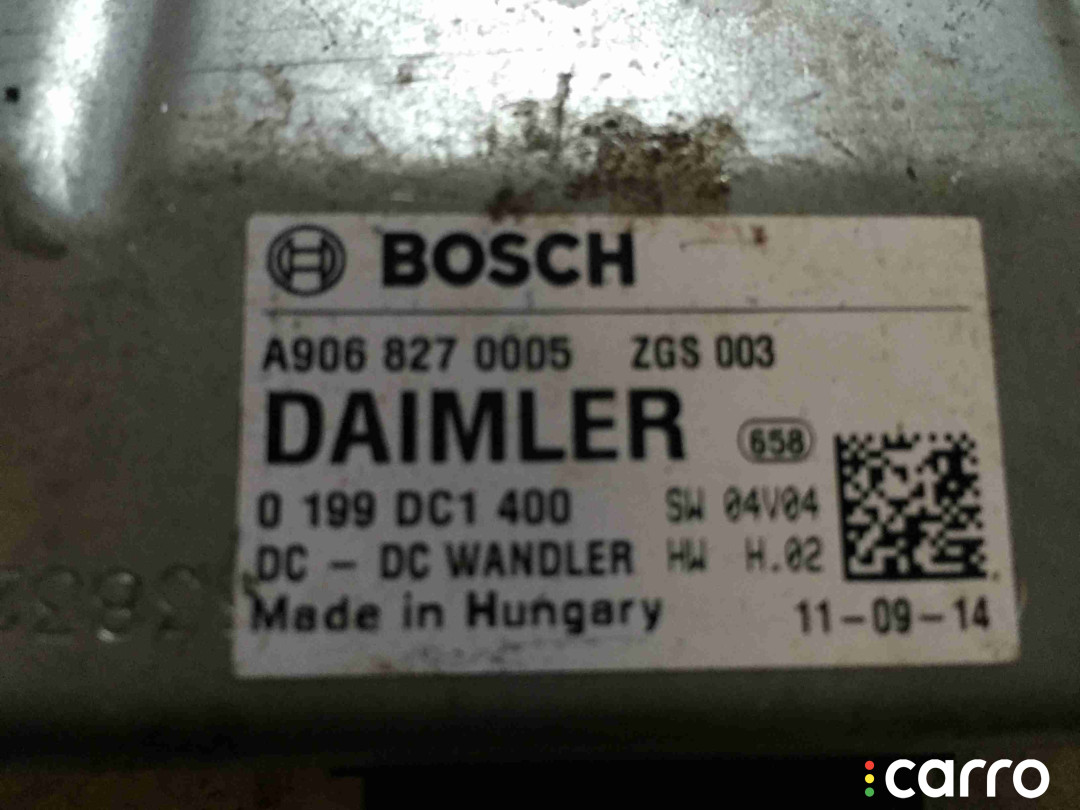 BOSCH
A906 827 0005 ZGS 003
DAIMLER 658
0 199 DC1 400 SW 04V04
DC - DC WANDLER HW H.02
Made in Hungary 11-09-14
carro